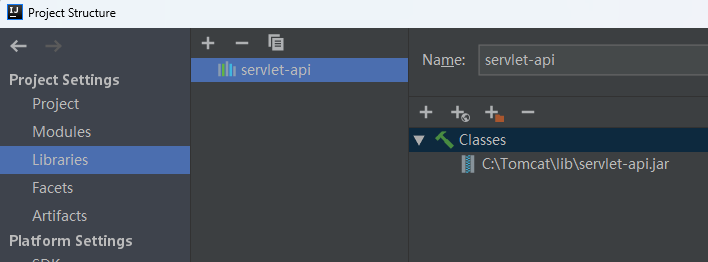 Project Structure
Project Settings
Project
Modules
Libraries
Facets
Artifacts
Platform Settings
SDKs
servlet-api
Name: servlet-api
Classes
C:\Tomcat\lib\servlet-api.jar